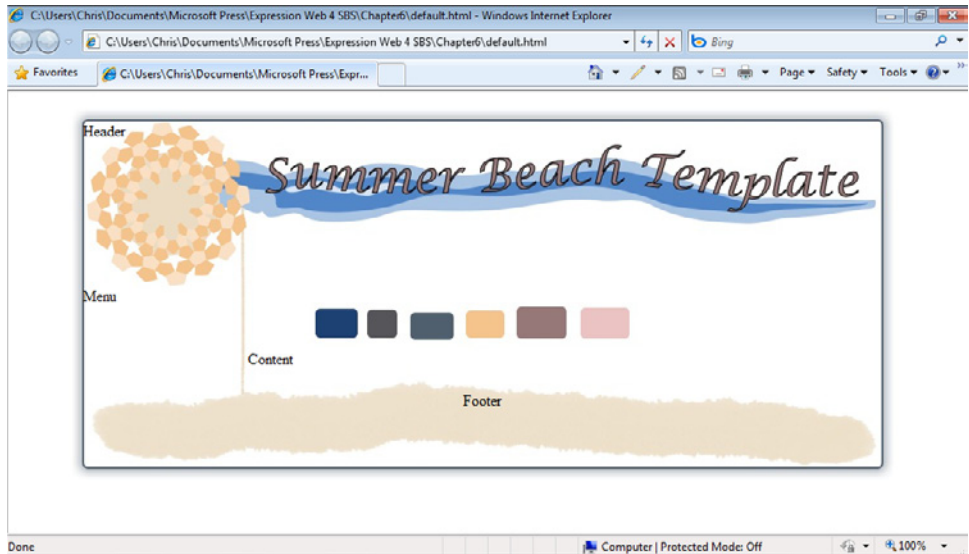 C:\Users\Chris\Documents\Microsoft Press\Expression Web 4 SBS\Chapter6\default.html - Windows Internet Explorer
C:\Users\Chris\Documents\Microsoft Press\Expression Web 4 SBS\Chapter6\default.html
Bing
Favorites
C:\Users\Chris\Documents\Microsoft Press\Expr...
Page
Safety
Tools
Header
Summer Beach Template
Menu
Content
Footer
Done
Computer | Protected Mode: Off
100%